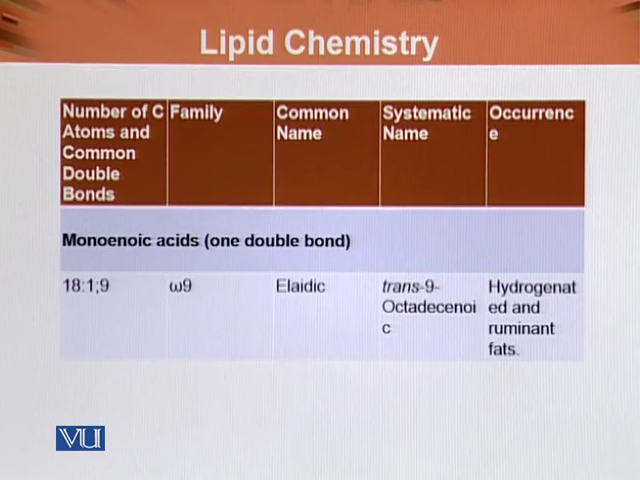 Lipid Chemistry
Number of C Atoms and Common Double Bonds
Family
Common Name
Systematic Name
Occurrenc e
Monoenoic acids (one double bond)
18:1;9
ω9
Elaidic
trans-9-Octadecenoi c
Hydrogenat ed and ruminant fats.
VU